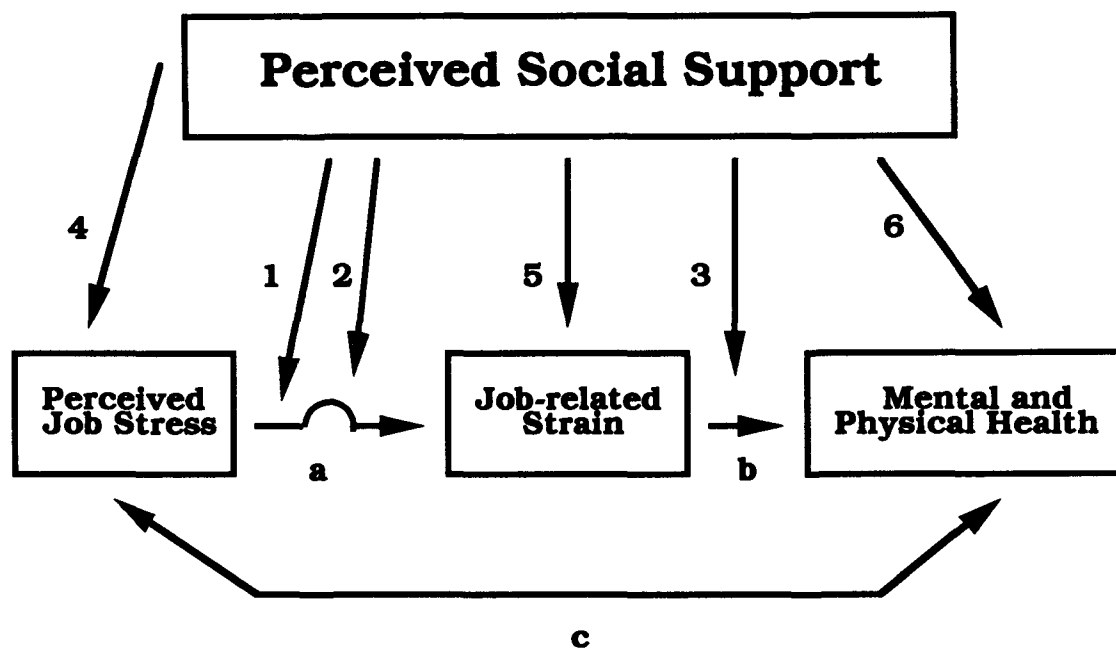 Perceived Social Support
4
6
1
2
5
3
Perceived
Job Stress
Job-related
Strain
Mental and
Physical Health
a
b
c